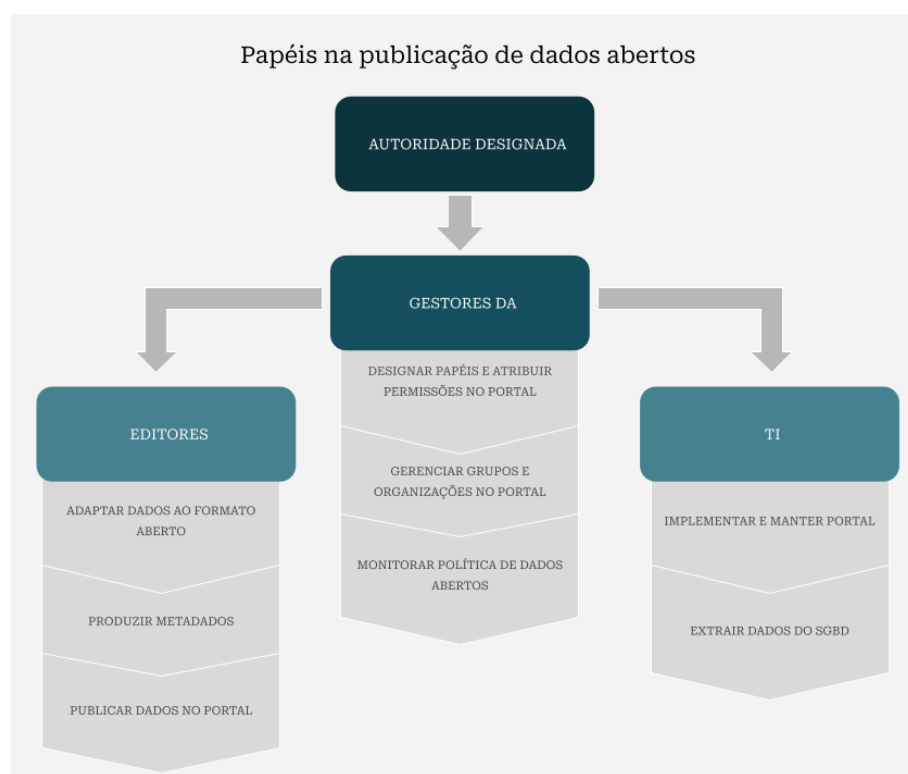 Papéis na publicação de dados abertos
AUTORIDADE DESIGNADA
GESTORES DA
DESIGNAR PAPÉIS E ATRIBUIR
PERMISSÕES NO PORTAL
GERENCIAR GRUPOS E
ORGANIZAÇÕES NO PORTAL
MONITORAR POLÍTICA DE DADOS
ABERTOS
EDITORES
ADAPTAR DADOS AO FORMATO
ABERTO
PRODUZIR METADADOS
PUBLICAR DADOS NO PORTAL
TI
IMPLEMENTAR E MANTER PORTAL
EXTRAIR DADOS DO SGBD